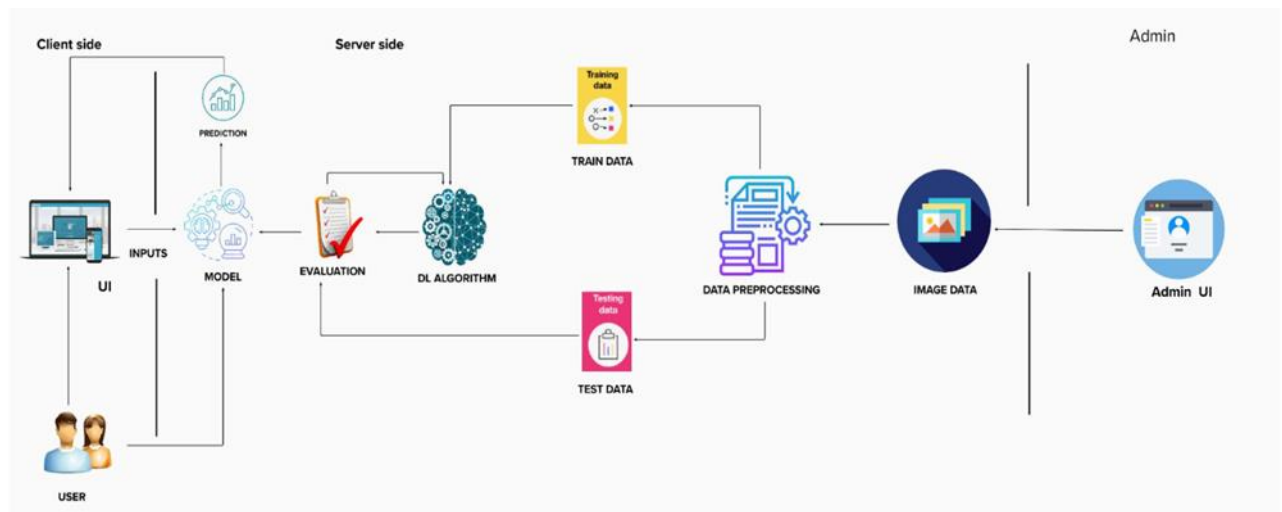 Client side
Server side
Admin
Training
data
PREDICTION
TRAIN DATA
INPUTS
UI
MODEL
EVALUATION
DL ALGORITHM
DATA PREPROCESSING
IMAGE DATA
Admin UI
Testing
data
TEST DATA
USER